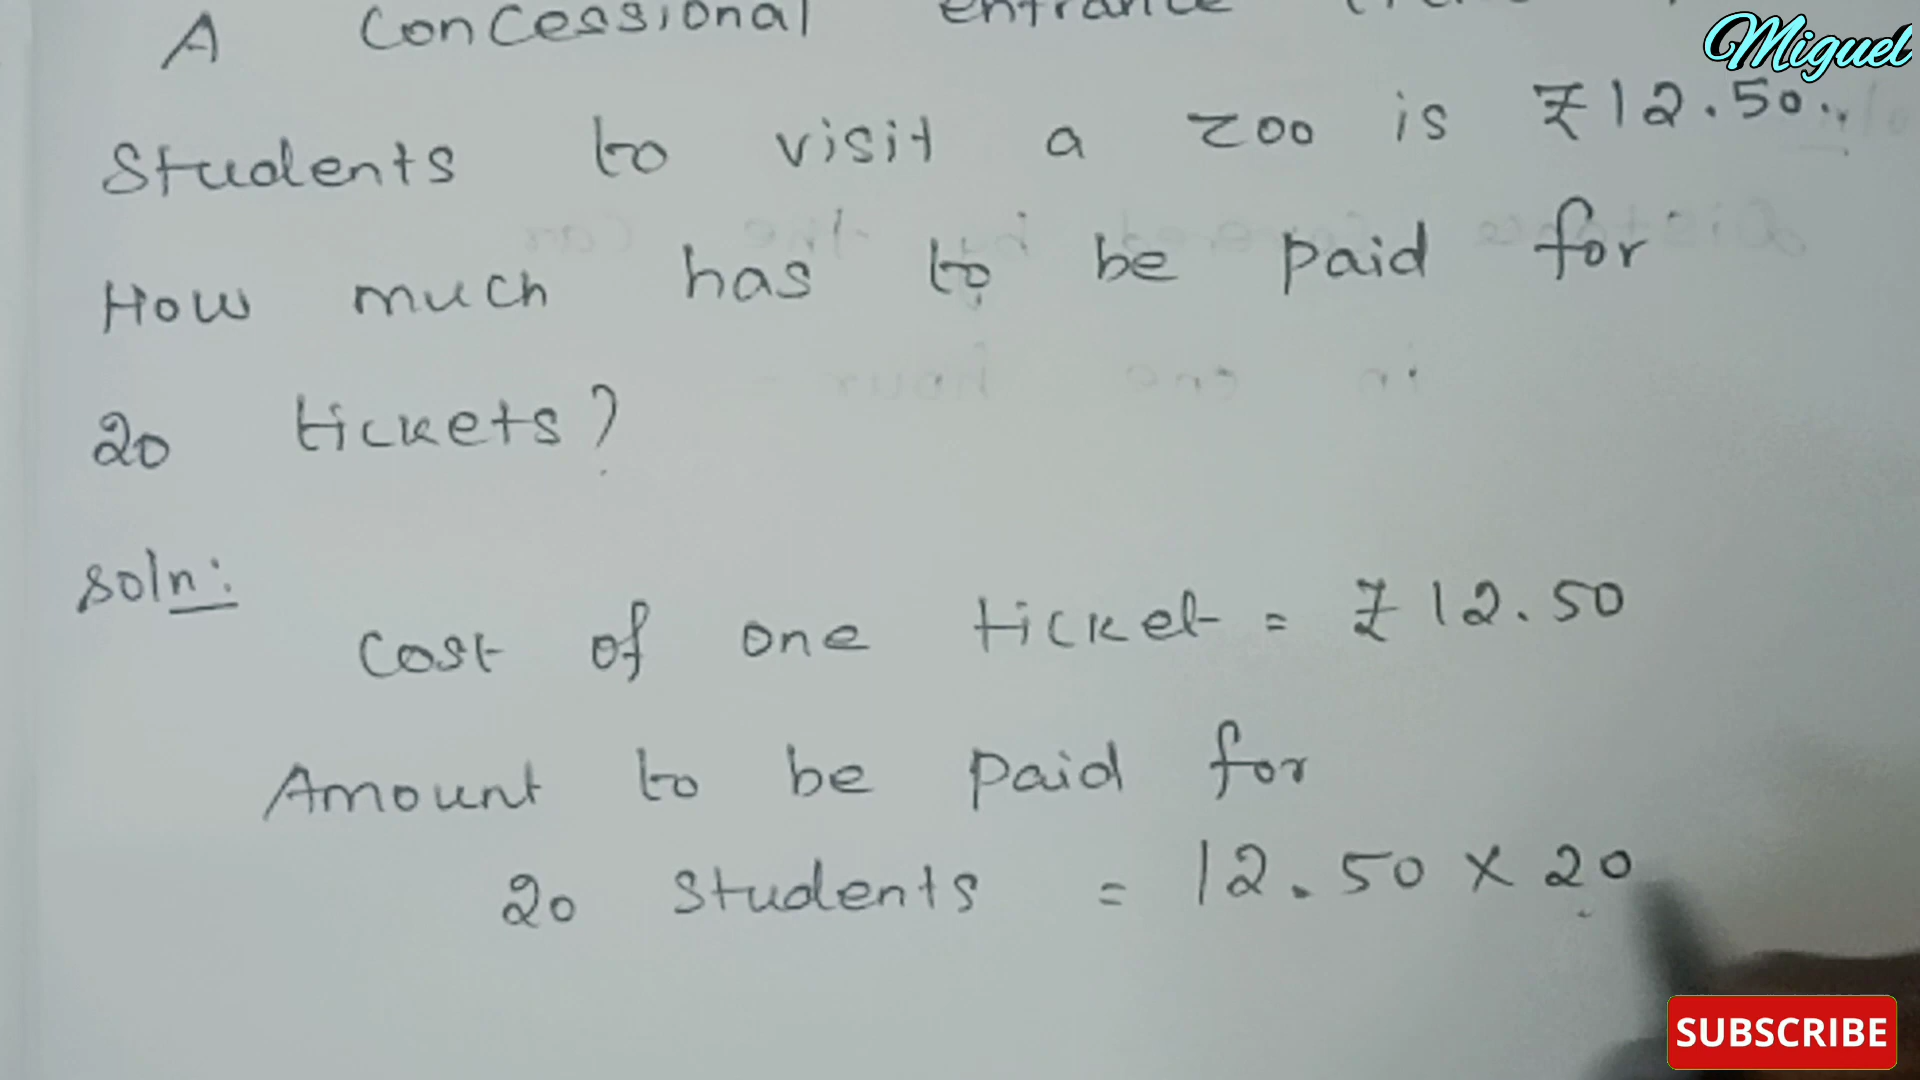 A Concessional entrance
Miguel
Students to visit a zoo is ₹12.50.
How much has to be paid for
20 tickets?
Soln:
Cost of one ticket = ₹12.50
Amount to be paid for
20 students = 12.50 × 20
SUBSCRIBE